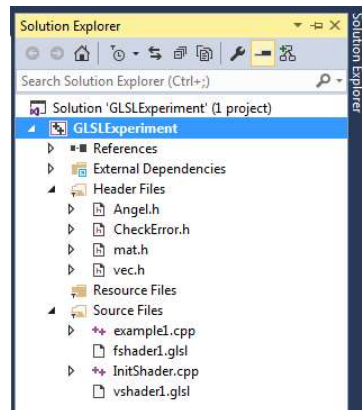 Solution Explorer
Search Solution Explorer (Ctrl+;)
Solution 'GLSLExperiment' (1 project)
GLSLExperiment
References
External Dependencies
Header Files
Angel.h
CheckError.h
mat.h
vec.h
Resource Files
Source Files
example1.cpp
fshader1.glsl
InitShader.cpp
vshader1.glsl
Solution Explorer